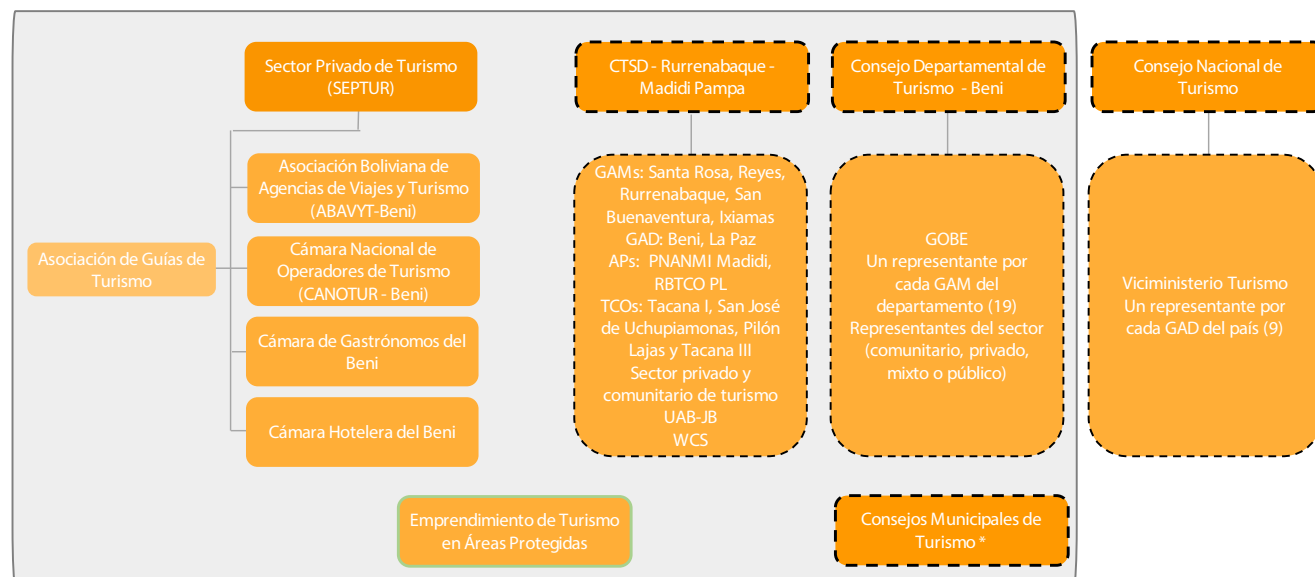 Sector Privado de Turismo
(SEPTUR)
Asociación Boliviana de
Agencias de Viajes y Turismo
(ABAVYT-Beni)
Asociación de Guías de
Turismo
Cámara Nacional de
Operadores de Turismo
(CANOTUR - Beni)
Cámara de Gastrónomos del
Beni
Cámara Hotelera del Beni
CTSD - Rurrenabaque -
Madidi Pampa
GAMs: Santa Rosa, Reyes,
Rurrenabaque, San
Buenaventura, Ixiamas
GAD: Beni, La Paz
APs: PNANMI Madidi,
RBTCO PL
TCOs: Tacana I, San José
de Uchupiamonas, Pilón
Lajas y Tacana III
Sector privado y
comunitario de turismo
UAB-JB
WCS
Consejo Departamental de
Turismo - Beni
GOBE
Un representante por
cada GAM del
departamento (19)
Representantes del sector
(comunitario, privado,
mixto o público)
Consejo Nacional de
Turismo
Viciministerio Turismo
Un representante por
cada GAD del país (9)
Emprendimiento de Turismo
en Áreas Protegidas
Consejos Municipales de
Turismo *